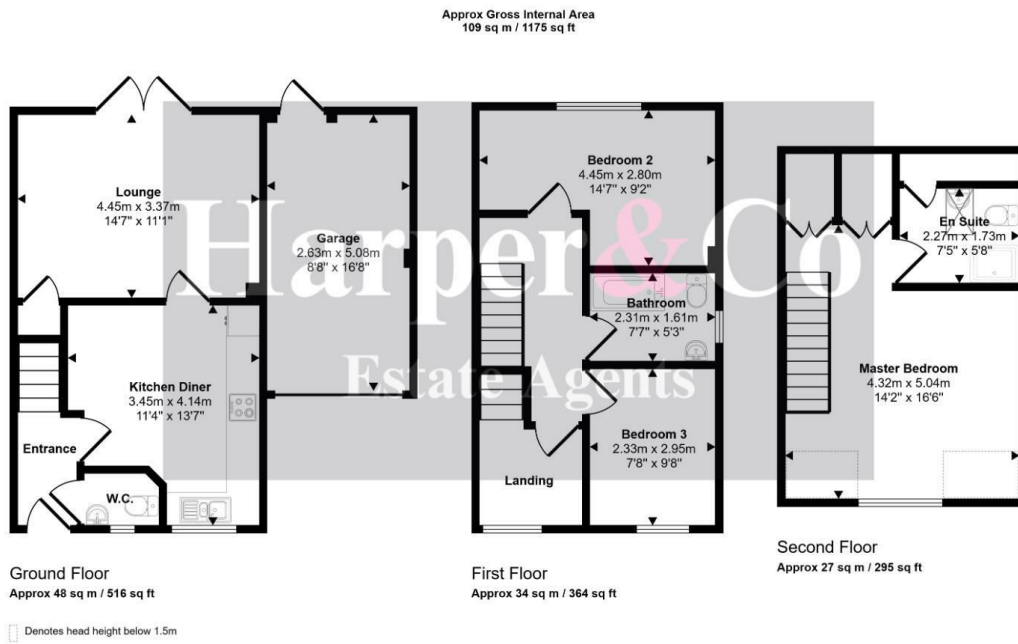 Approx Gross Internal Area
109 sq m / 1175 sq ft
Harper&Co
Estate Agents
Lounge
4.45m x 3.37m
14'7" x 11'1"
Garage
2.63m x 5.08m
8'8" x 16'8"
Kitchen Diner
3.45m x 4.14m
11'4" x 13'7"
Entrance
W.C.
Ground Floor
Approx 48 sq m / 516 sq ft
Denotes head height below 1.5m
Bedroom 2
4.45m x 2.80m
14'7" x 9'2"
Bathroom
2.31m x 1.61m
7'7" x 5'3"
Bedroom 3
2.33m x 2.95m
7'8" x 9'8"
Landing
First Floor
Approx 34 sq m / 364 sq ft
En Suite
2.27m x 1.73m
7'5" x 5'8"
Master Bedroom
4.32m x 5.04m
14'2" x 16'6"
Second Floor
Approx 27 sq m / 295 sq ft